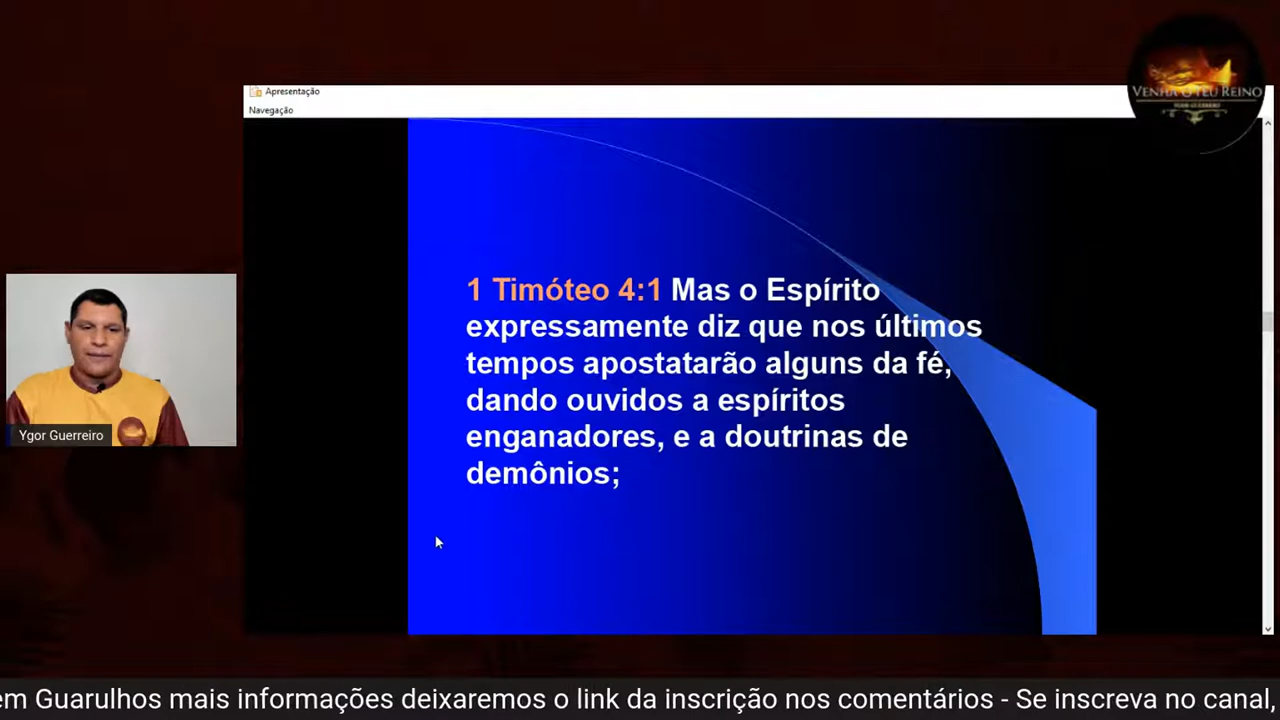 Apresentação
Navegação
VENHA O TEU REINO
YGOR GUERREIRO
1 Timóteo 4:1 Mas o Espírito
expressamente diz que nos últimos
tempos apostatarão alguns da fé,
dando ouvidos a espíritos
enganadores, e a doutrinas de
demônios;
Ygor Guerreiro
em Guarulhos mais informações deixaremos o link da inscrição nos comentários - Se inscreva no canal,